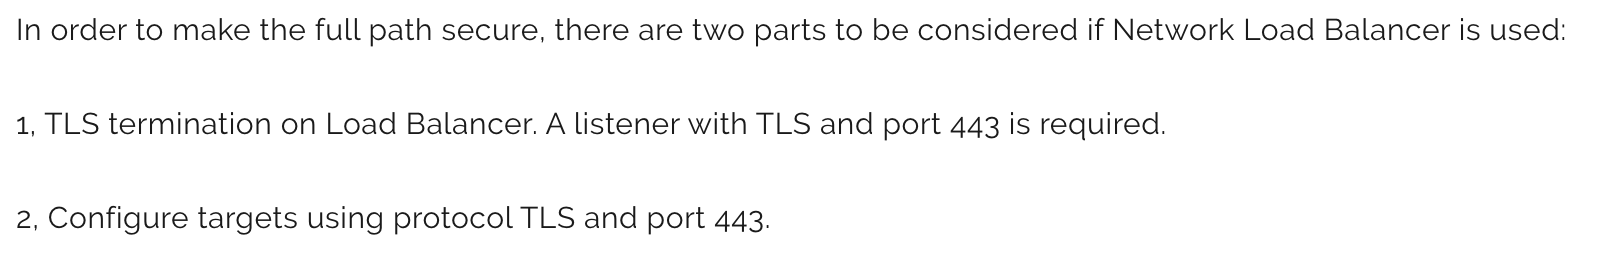 In order to make the full path secure, there are two parts to be considered if Network Load Balancer is used:
1, TLS termination on Load Balancer. A listener with TLS and port 443 is required.
2, Configure targets using protocol TLS and port 443.